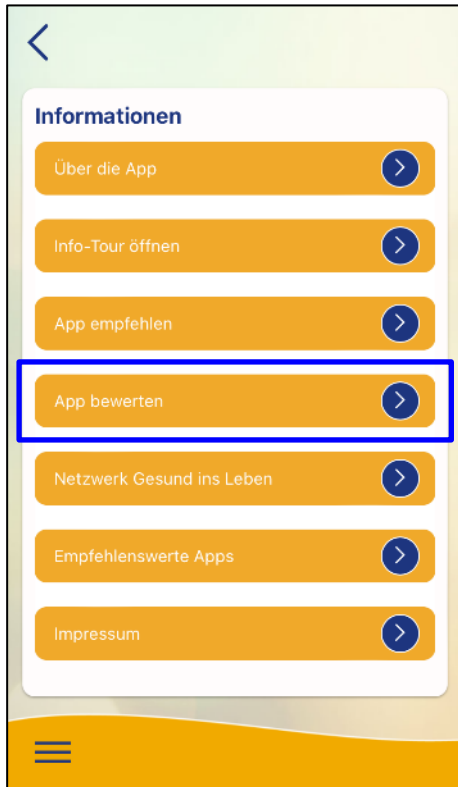 Informationen
Über die App
Info-Tour öffnen
App empfehlen
App bewerten
Netzwerk Gesund ins Leben
Empfehlenswerte Apps
Impressum